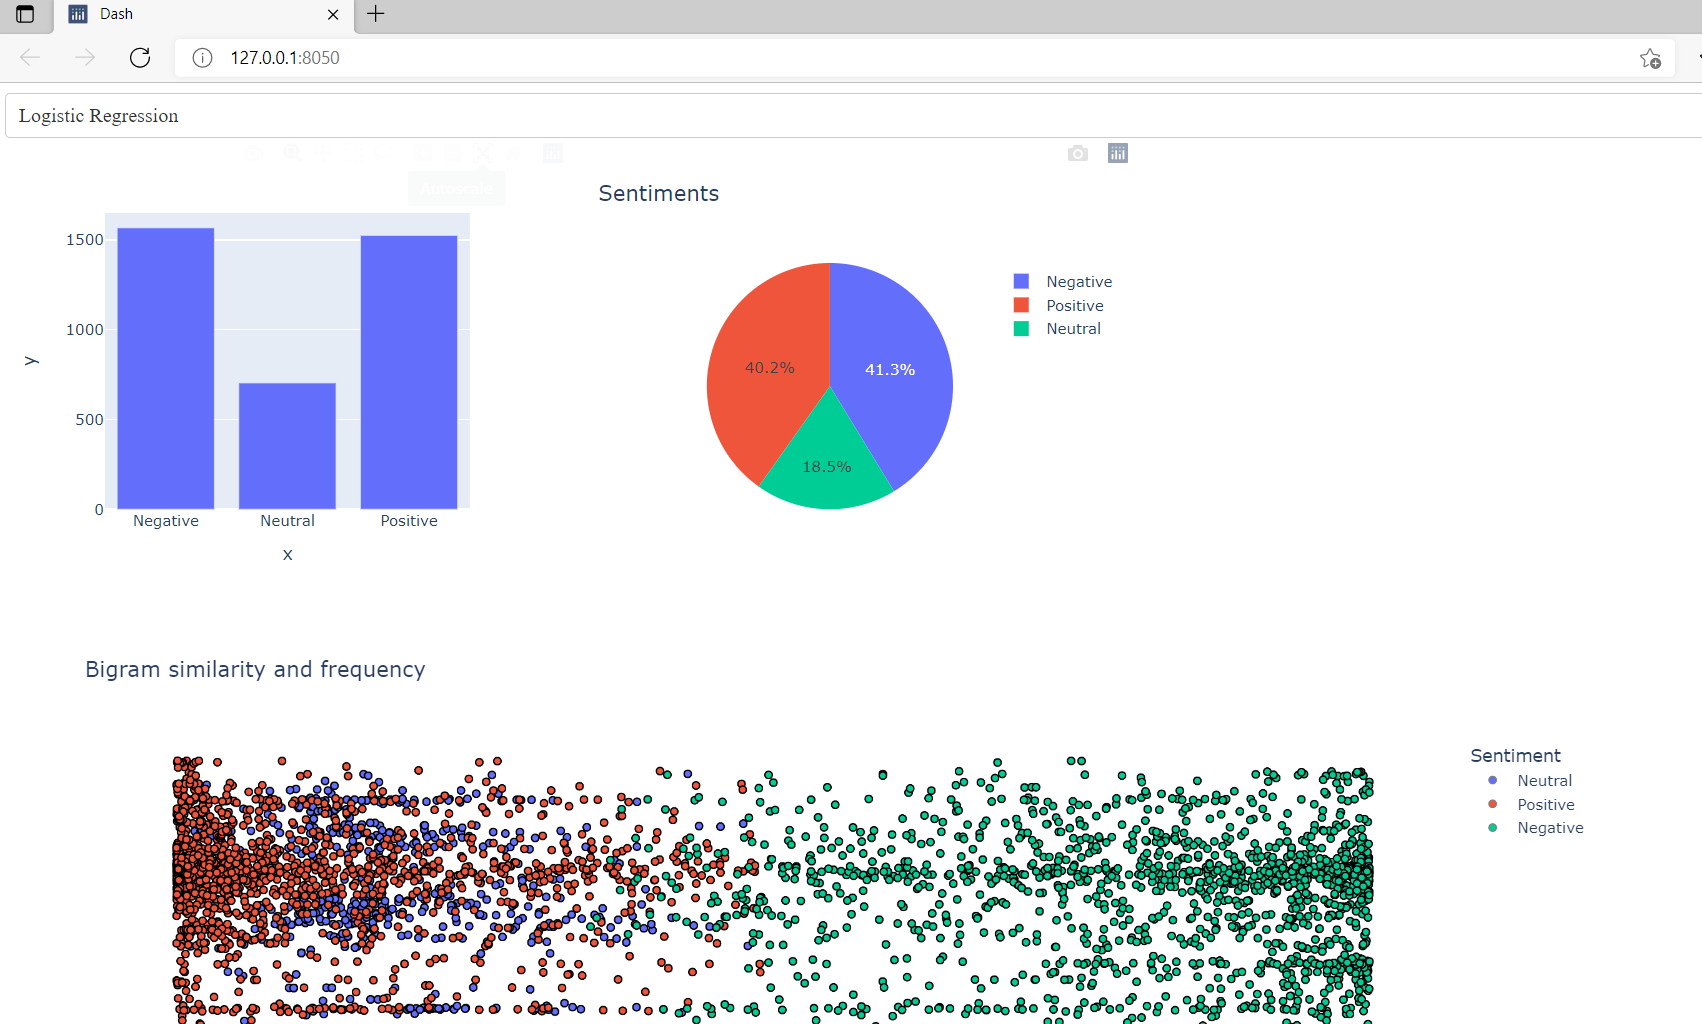 Dash
127.0.0.1:8050
Logistic Regression
Sentiments
1500
1000
500
0
y
Negative Neutral Positive
x
40.2%
41.3%
18.5%
Negative
Positive
Neutral
Bigram similarity and frequency
Sentiment
Neutral
Positive
Negative